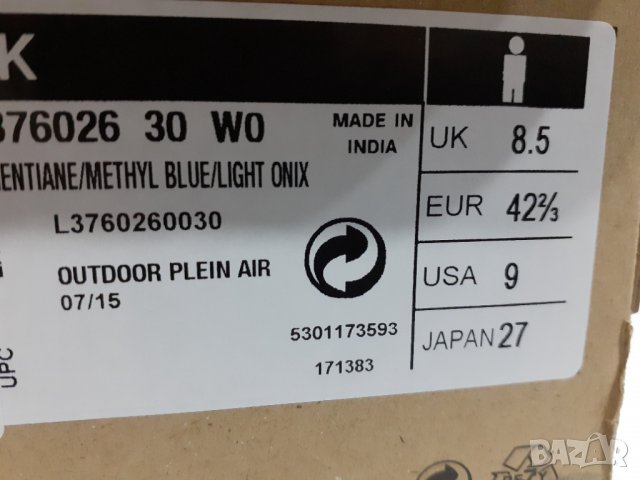 K
376026 30 W0
MADE IN
INDIA
ENTIANE/METHYL BLUE/LIGHT ONIX
L3760260030
OUTDOOR PLEIN AIR
07/15
5301173593
171383
UPC
UK 8.5
EUR 42⅔
USA 9
JAPAN 27
BAZAR